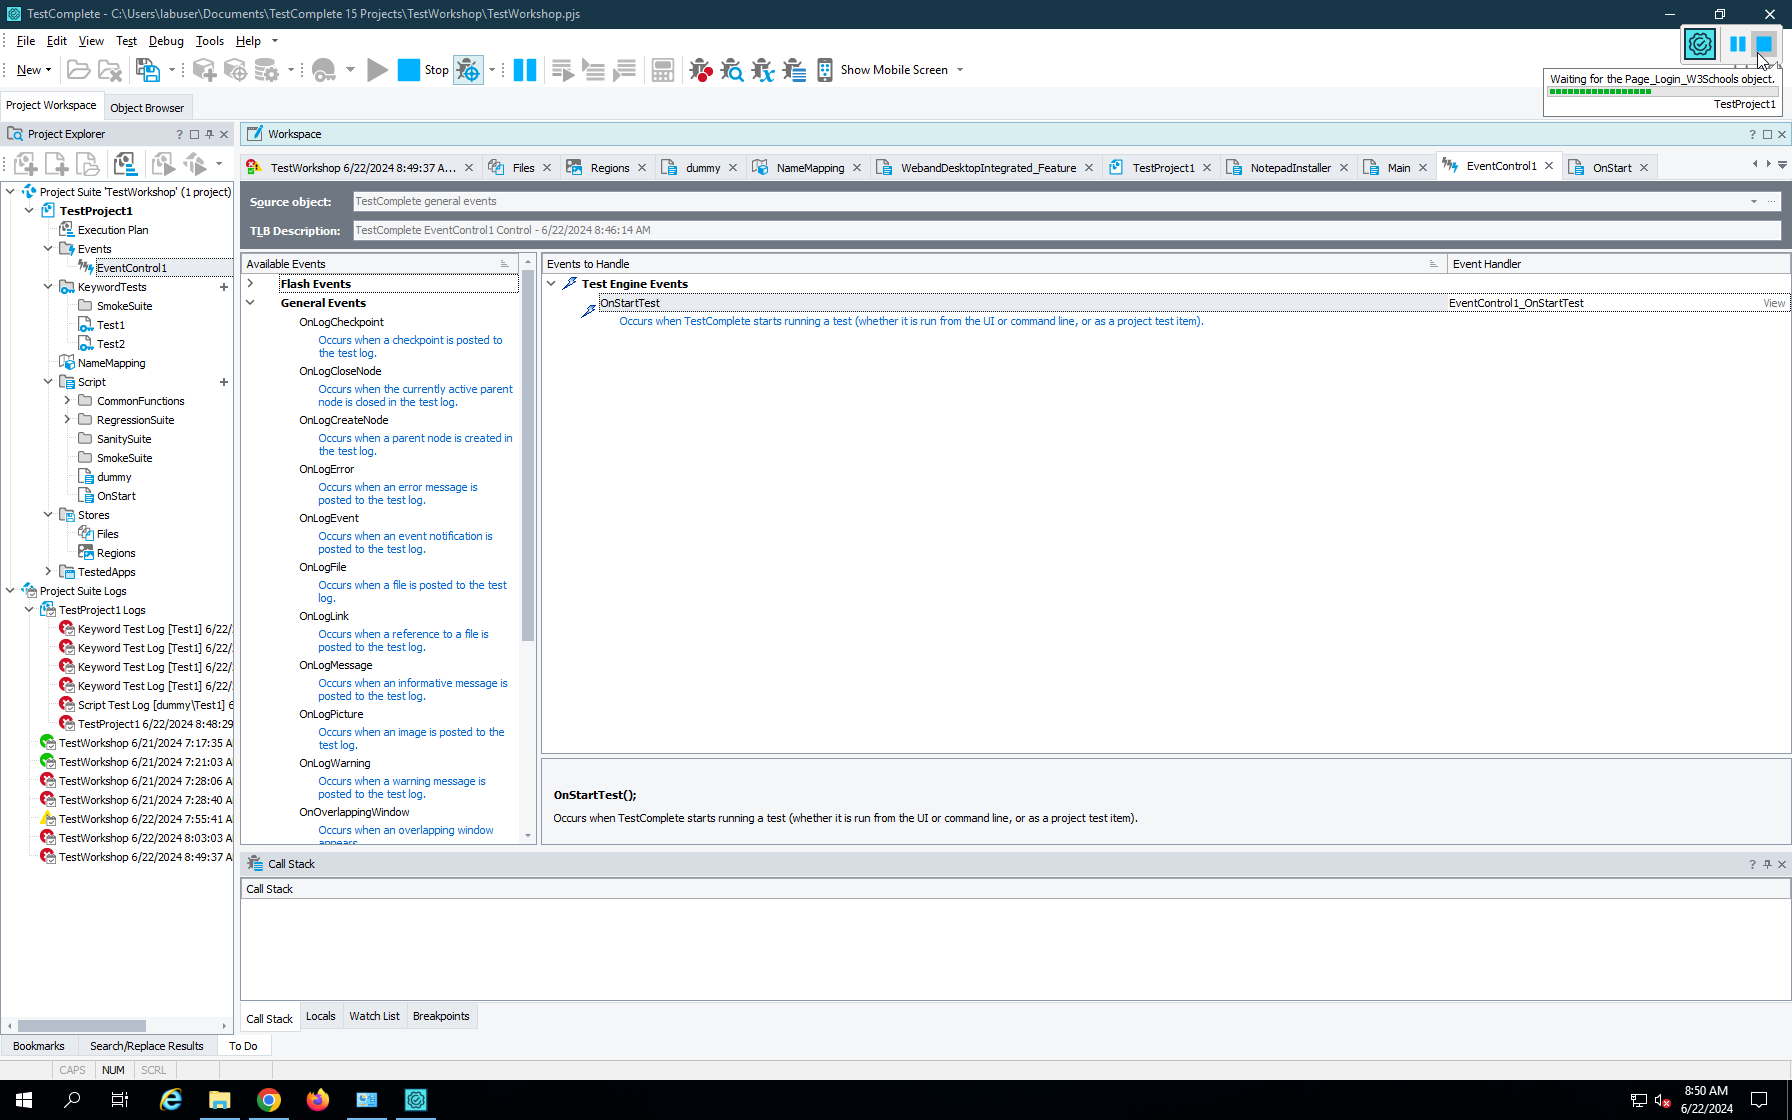 TestComplete - C:\Users\labuser\Documents\TestComplete 15 Projects\TestWorkshop\TestWorkshop.pjs
File Edit View Test Debug Tools Help
New Stop Show Mobile Screen
Waiting for the Page_Login_W3Schools object.
TestProject1
Project Workspace Object Browser
Project Explorer
Workspace
TestWorkshop 6/22/2024 8:49:37 A... Files Regions dummy NameMapping WebandDesktopIntegrated_Feature TestProject1 NotepadInstaller Main EventControl1 OnStart
Source object: TestComplete general events
TLB Description: TestComplete EventControl1 Control - 6/22/2024 8:46:14 AM
Project Suite 'TestWorkshop' (1 project)
TestProject1
Execution Plan
Events
EventControl1
KeywordTests
SmokeSuite
Test1
Test2
NameMapping
Script
CommonFunctions
RegressionSuite
SanitySuite
SmokeSuite
dummy
OnStart
Stores
Files
Regions
TestedApps
Project Suite Logs
TestProject1 Logs
Keyword Test Log [Test1] 6/22/
Keyword Test Log [Test1] 6/22/
Keyword Test Log [Test1] 6/22/
Keyword Test Log [Test1] 6/22/
Script Test Log [dummy\Test1] 6
TestProject1 6/22/2024 8:48:29
TestWorkshop 6/21/2024 7:17:35 A
TestWorkshop 6/21/2024 7:21:03 A
TestWorkshop 6/21/2024 7:28:06 A
TestWorkshop 6/21/2024 7:28:40 A
TestWorkshop 6/22/2024 7:55:41 A
TestWorkshop 6/22/2024 8:03:03 A
TestWorkshop 6/22/2024 8:49:37 A
Available Events
Flash Events
General Events
OnLogCheckpoint
Occurs when a checkpoint is posted to
the test log.
OnLogCloseNode
Occurs when the currently active parent
node is closed in the test log.
OnLogCreateNode
Occurs when a parent node is created in
the test log.
OnLogError
Occurs when an error message is
posted to the test log.
OnLogEvent
Occurs when an event notification is
posted to the test log.
OnLogFile
Occurs when a file is posted to the test
log.
OnLogLink
Occurs when a reference to a file is
posted to the test log.
OnLogMessage
Occurs when an informative message is
posted to the test log.
OnLogPicture
Occurs when an image is posted to the
test log.
OnLogWarning
Occurs when a warning message is
posted to the test log.
OnOverlappingWindow
Occurs when an overlapping window
appears
Events to Handle Event Handler
Test Engine Events
OnStartTest EventControl1_OnStartTest View
Occurs when TestComplete starts running a test (whether it is run from the UI or command line, or as a project test item).
OnStartTest();
Occurs when TestComplete starts running a test (whether it is run from the UI or command line, or as a project test item).
Call Stack
Call Stack
Call Stack Locals Watch List Breakpoints
Bookmarks Search/Replace Results To Do
CAPS NUM SCRL
8:50 AM
6/22/2024